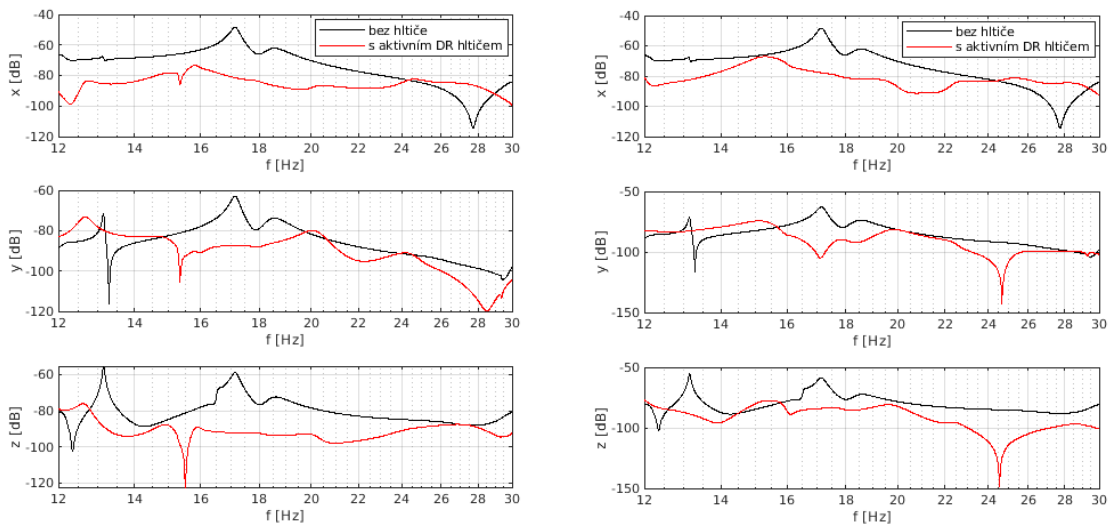 -40
-60
-80
-100
-120
x [dB]
12 14 16 18 20 22 24 26 28 30
f [Hz]
bez hltiče
s aktivním DR hltičem
-60
-80
-100
-120
y [dB]
12 14 16 18 20 22 24 26 28 30
f [Hz]
-60
-80
-100
-120
z [dB]
12 14 16 18 20 22 24 26 28 30
f [Hz]
-40
-60
-80
-100
-120
x [dB]
12 14 16 18 20 22 24 26 28 30
f [Hz]
bez hltiče
s aktivním DR hltičem
-50
-100
-150
y [dB]
12 14 16 18 20 22 24 26 28 30
f [Hz]
-50
-100
-150
z [dB]
12 14 16 18 20 22 24 26 28 30
f [Hz]